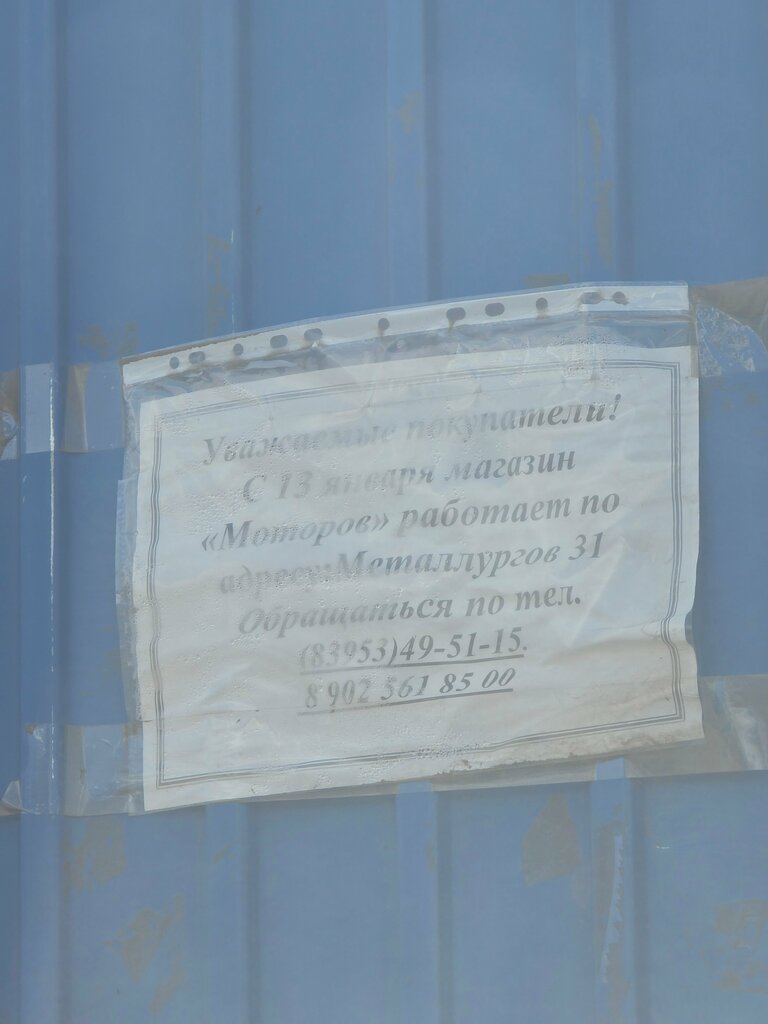 Уважаемые покупатели!
С 13 января магазин
«Моторов» работает по
адресу:Металлургов 31
Обращаться по тел.
(83953)49-51-15.
8 902 561 85 00